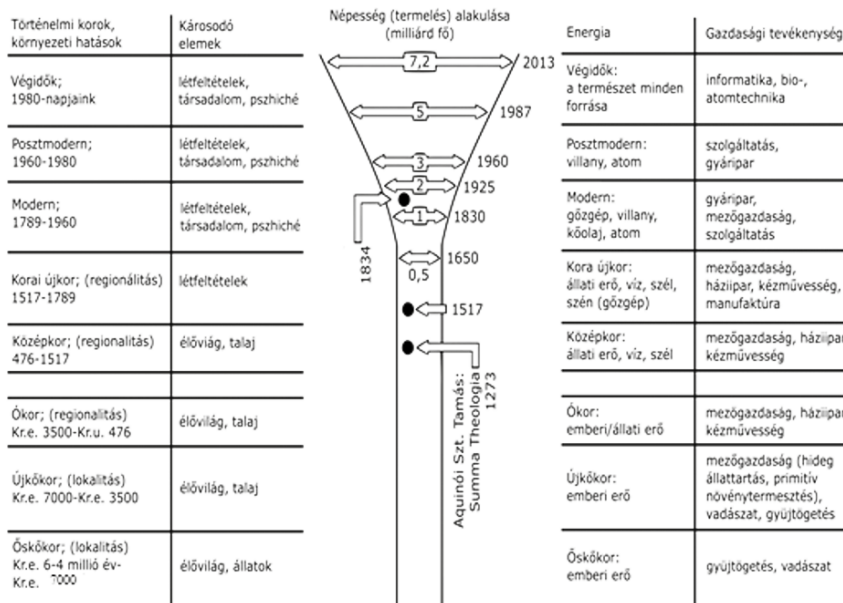 Történelmi korok,
környezeti hatások
Károsodó
elemek
Végidők;
1980-napjaink
létfeltételek,
társadalom, pszhiché
Posztmodern;
1960-1980
létfeltételek,
társadalom, pszhiché
Modern;
1789-1960
létfeltételek,
társadalom, pszhiché
Korai újkor; (regionálitás)
1517-1789
létfeltételek
Középkor; (regionalitás)
476-1517
élőviág, talaj
Ókor; (regionalitás)
Kr.e. 3500-Kr.u. 476
élővilág, talaj
Újkőkor; (lokalitás)
Kr.e. 7000-Kr.e. 3500
élővilág, talaj
Őskőkor; (lokalitás)
Kr.e. 6-4 millió év-
Kr.e. 7000
élővilág, állatok
Népesség (termelés) alakulása
(milliárd fő)
7,2 2013
5 1987
3 1960
2 1925
1 1830
1834
1650
0,5
1517
Aquinói Szt. Tamás:
Summa Theologia
1273
Energia
Gazdasági tevékenység
Végidők:
a természet minden
forrása
informatika, bio-,
atomtechnika
Posztmodern:
villany, atom
szolgáltatás,
gyáripar
Modern:
gőzgép, villany,
kőolaj, atom
gyáripar,
mezőgazdaság,
szolgáltatás
Kora újkor:
állati erő, víz, szél,
szén (gőzgép)
mezőgazdaság,
háziipar, kézművesség,
manufaktúra
Középkor:
állati erő, víz, szél
mezőgazdaság, háziipar
kézművesség
Ókor:
emberi/állati erő
mezőgazdaság, háziipar
kézművesség
Újkőkor:
emberi erő
mezőgazdaság (hideg
állattartás, primitív
növénytermesztés),
vadászat, gyüjtögetés
Őskőkor:
emberi erő
gyüjtögetés, vadászat